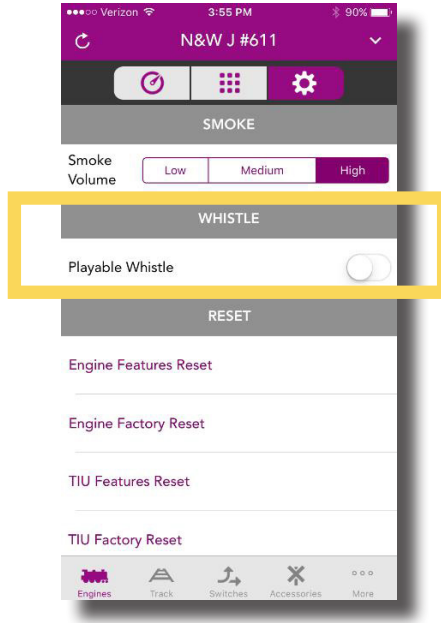 Verizon 3:55 PM 90%
N&W J #611
SMOKE
Smoke
Volume Low Medium High
WHISTLE
Playable Whistle
RESET
Engine Features Reset
Engine Factory Reset
TIU Features Reset
TIU Factory Reset
Engines Track Switches Accessories More